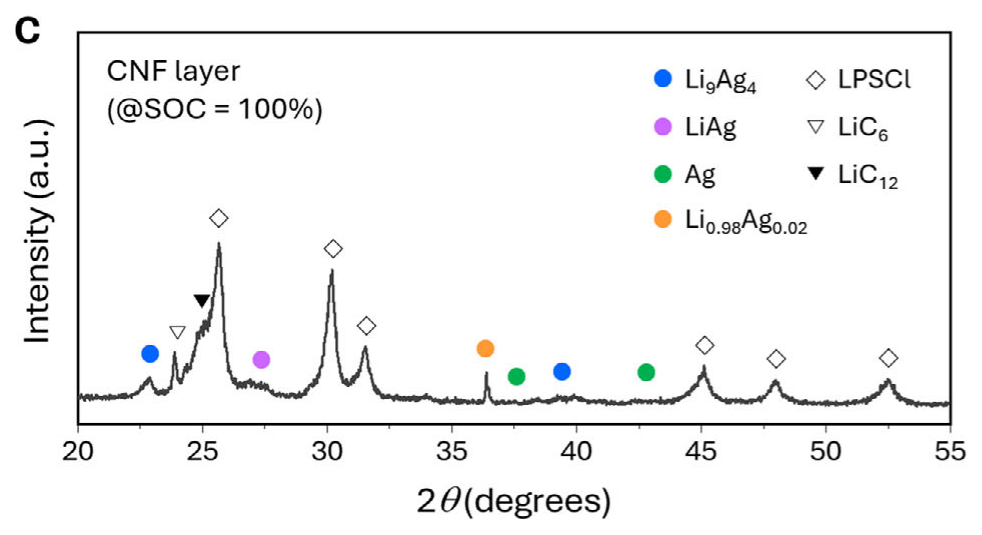 C
CNF layer
(@SOC = 100%)
Li₉Ag₄
LiAg
Ag
Li₀.₉₈Ag₀.₀₂
LPSCl
LiC₆
LiC₁₂
Intensity (a.u.)
20 25 30 35 40 45 50 55
2θ(degrees)